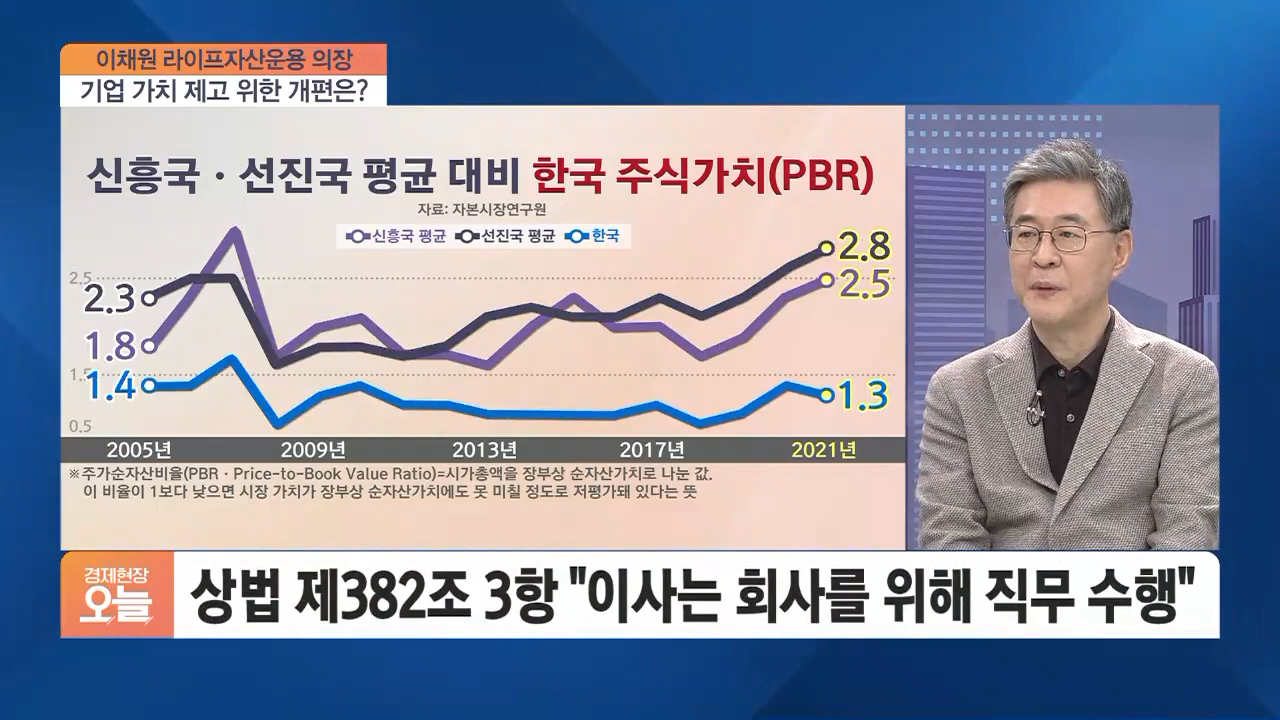 이채원 라이프자산운용 의장
기업 가치 제고 위한 개편은?
신흥국 · 선진국 평균 대비 한국 주식가치(PBR)
자료: 자본시장연구원
신흥국 평균 선진국 평균 한국
2.5
1.5
0.5
2.3
1.8
1.4
2.8
2.5
1.3
2005년 2009년 2013년 2017년 2021년
※ 주가순자산비율(PBR · Price-to-Book Value Ratio)=시가총액을 장부상 순자산가치로 나눈 값.
이 비율이 1보다 낮으면 시장 가치가 장부상 순자산가치에도 못 미칠 정도로 저평가돼 있다는 뜻
경제현장
오늘
상법 제382조 3항 "이사는 회사를 위해 직무 수행"